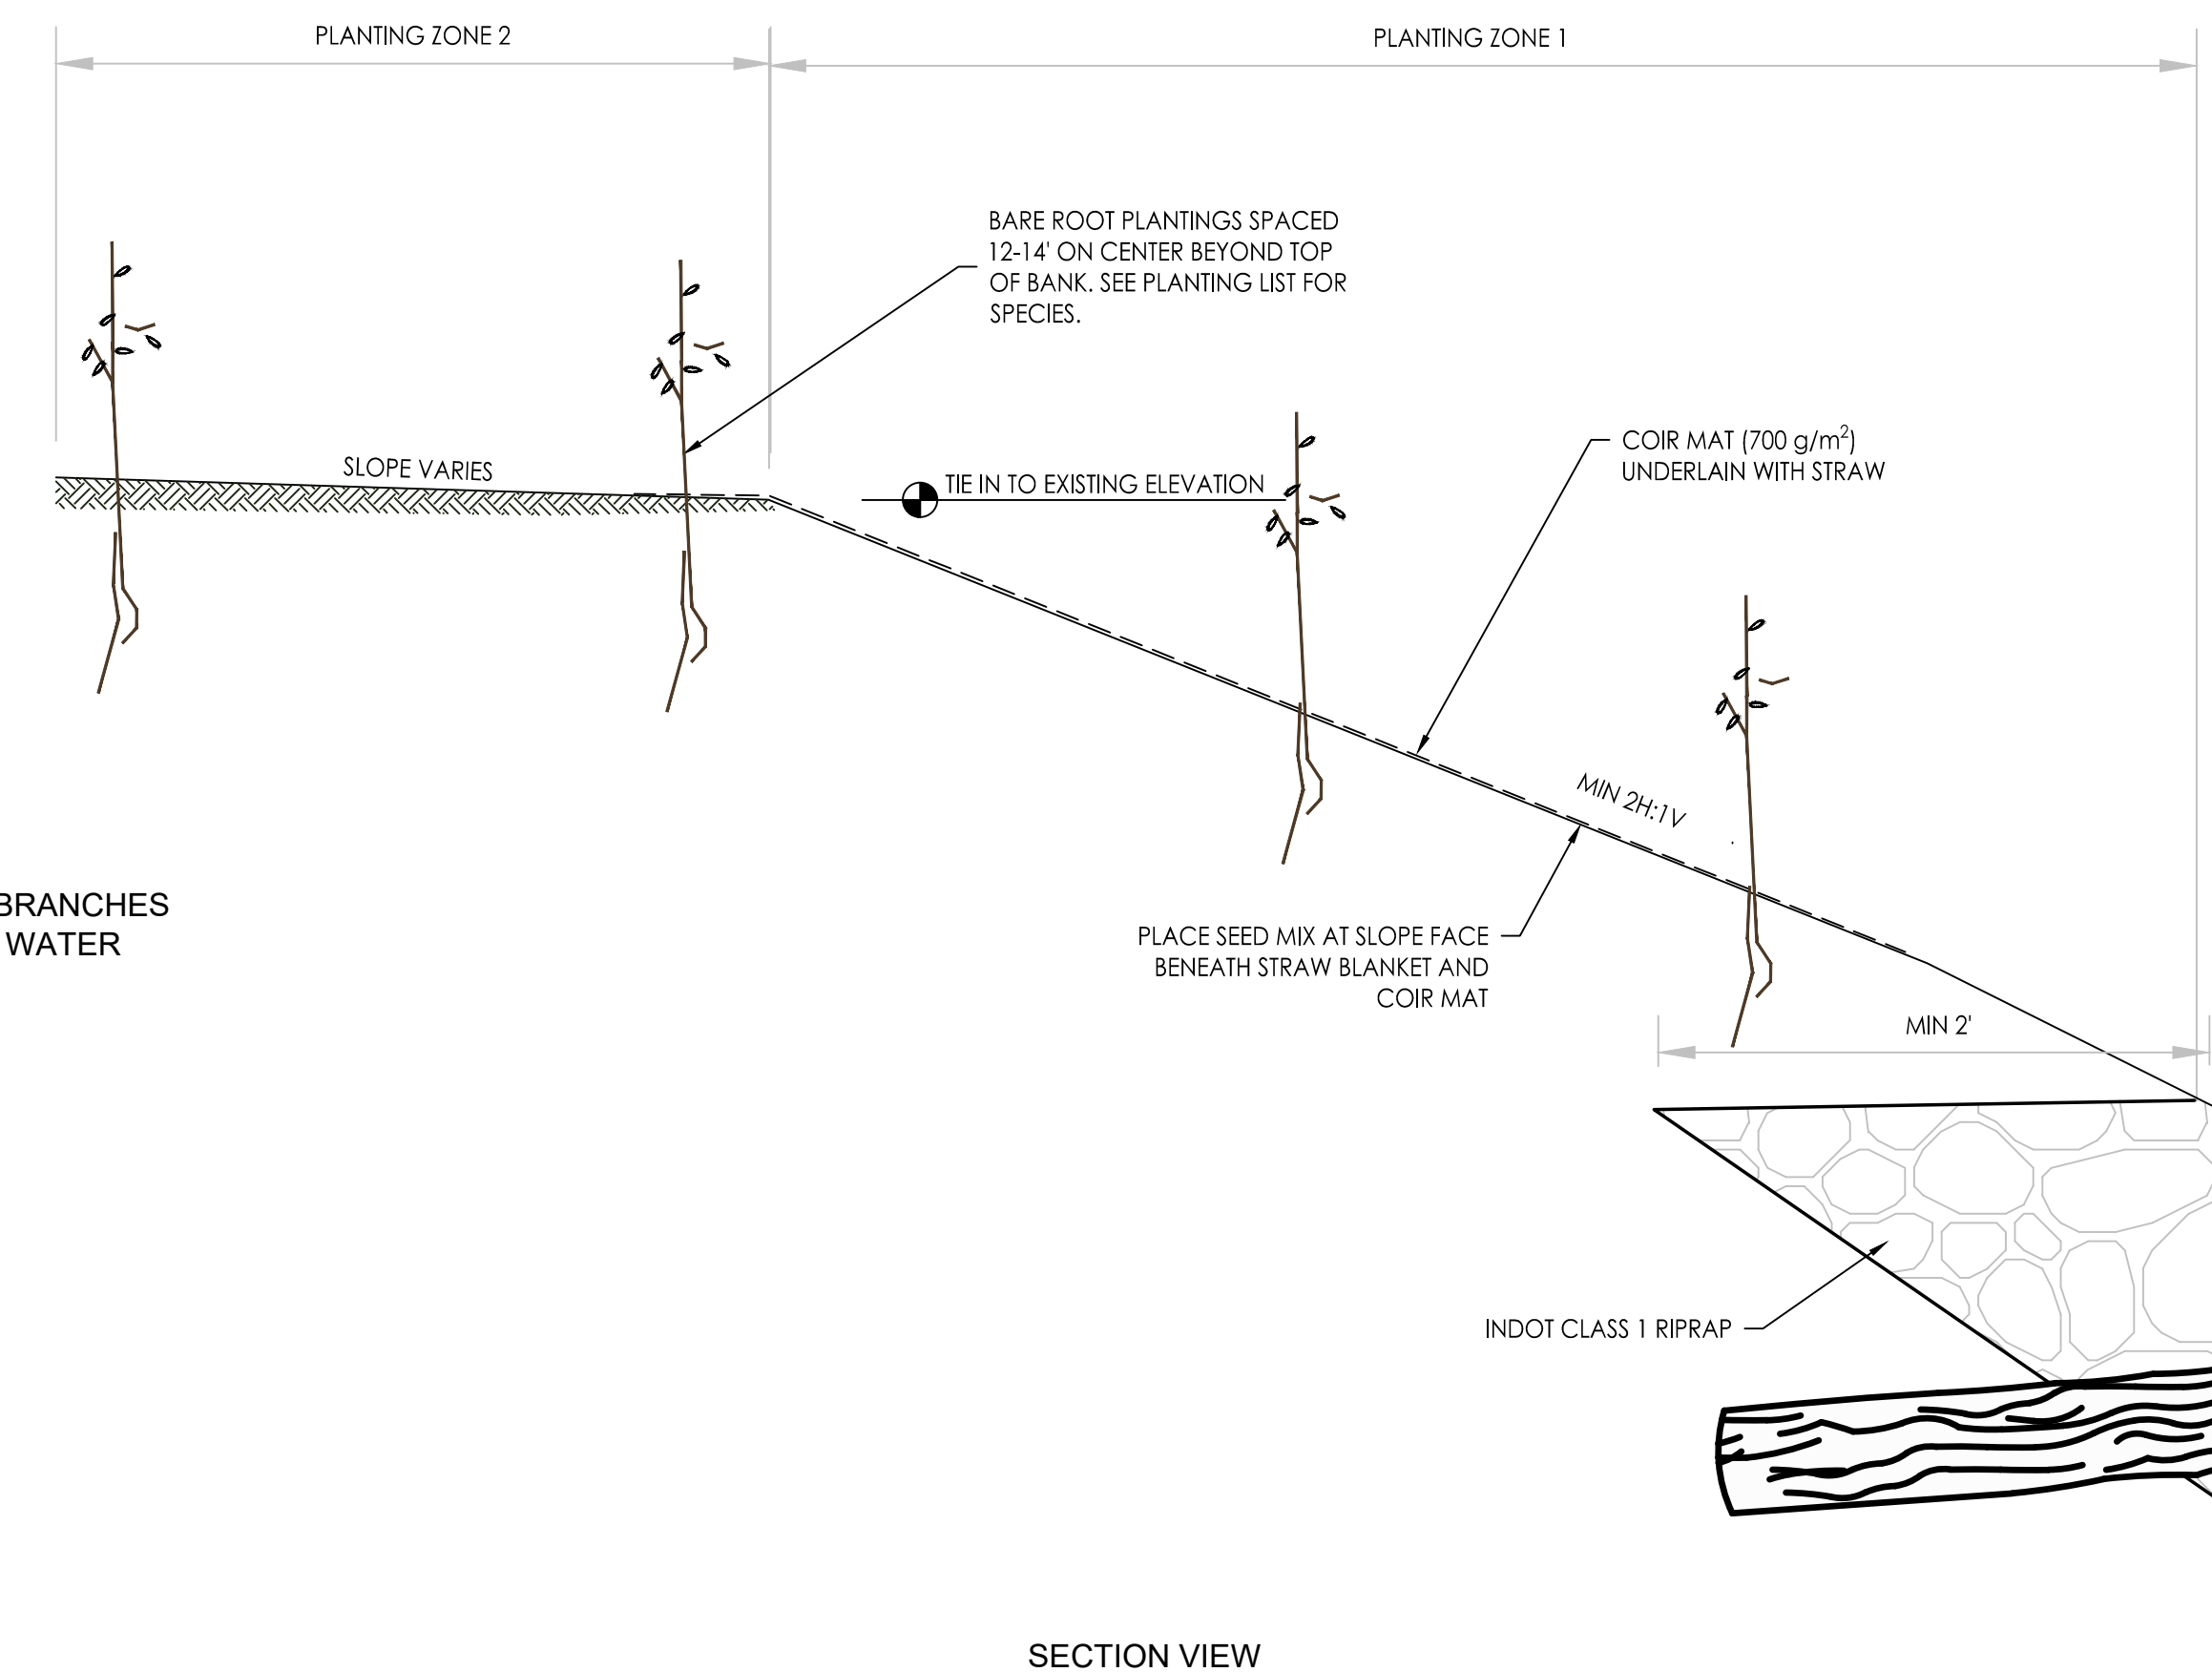 PLANTING ZONE 2
PLANTING ZONE 1
BARE ROOT PLANTINGS SPACED
12-14' ON CENTER BEYOND TOP
OF BANK. SEE PLANTING LIST FOR
SPECIES.
COIR MAT (700 g/m²)
UNDERLAIN WITH STRAW
SLOPE VARIES
TIE IN TO EXISTING ELEVATION
MIN 2H:1V
BRANCHES
WATER
PLACE SEED MIX AT SLOPE FACE
BENEATH STRAW BLANKET AND
COIR MAT
MIN 2'
INDOT CLASS 1 RIPRAP
SECTION VIEW